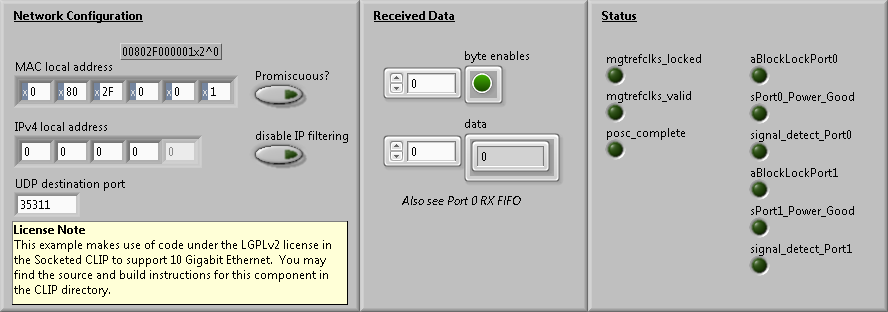 Network Configuration
00802F000001x2^0
MAC local address
Promiscuous?
x0 x80 x2F x0 x0 x1
IPv4 local address
disable IP filtering
0 0 0 0 0
UDP destination port
35311
License Note
This example makes use of code under the LGPLv2 license in
the Socketed CLIP to support 10 Gigabit Ethernet. You may
find the source and build instructions for this component in
the CLIP directory.
Received Data
byte enables
0
data
0 0
Also see Port 0 RX FIFO
Status
mgtrefclks_locked
mgtrefclks_valid
posc_complete
aBlockLockPort0
sPort0_Power_Good
signal_detect_Port0
aBlockLockPort1
sPort1_Power_Good
signal_detect_Port1